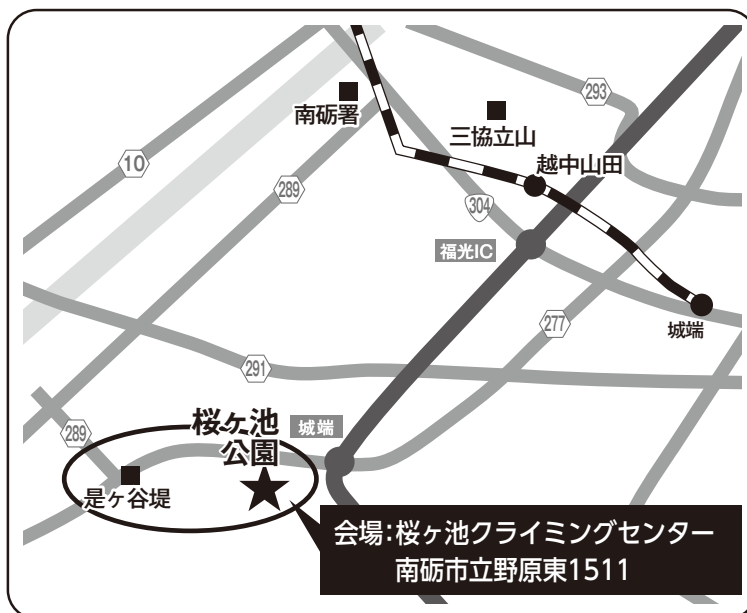 293
南砺署
三協立山
越中山田
10
289
304
福光IC
城端
277
291
289
桜ヶ池
公園
城端
是ヶ谷堤
会場:桜ヶ池クライミングセンター
南砺市立野原東1511